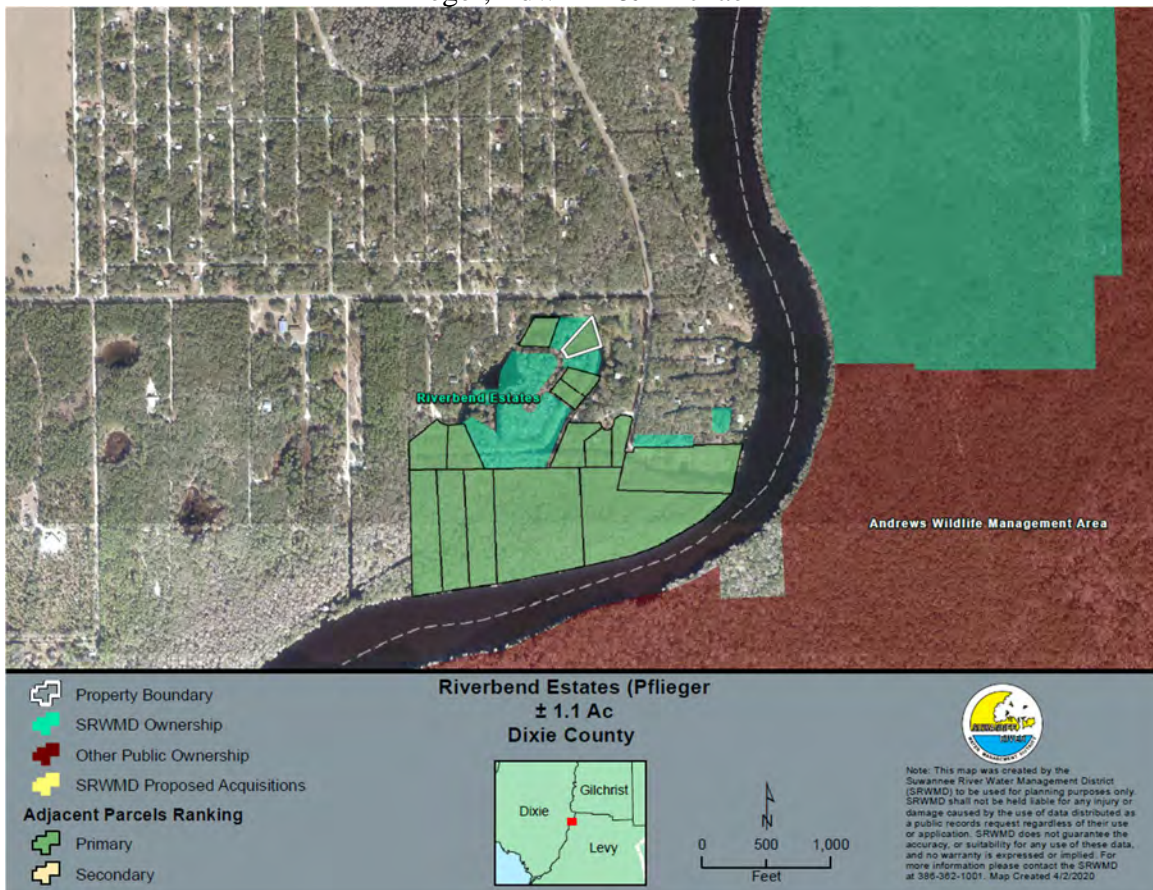 Riverbend Estates
Andrews Wildlife Management Area
Property Boundary
SRWMD Ownership
Other Public Ownership
SRWMD Proposed Acquisitions
Adjacent Parcels Ranking
Primary
Secondary
Riverbend Estates (Pflieger
± 1.1 Ac
Dixie County
Dixie
Gilchrist
Levy
N
0 500 1,000
Feet
SUWANNEE
RIVER
WATER MANAGEMENT DISTRICT
Note: This map was created by the
Suwannee River Water Management District
(SRWMD) to be used for planning purposes only.
SRWMD shall not be held liable for any injury or
damage caused by the use of data distributed as
a public records request regardless of their use
or application. SRWMD does not guarantee the
accuracy, or suitability for any use of these data,
and no warranty is expressed or implied. For
more information please contact the SRWMD
at 386-362-1001. Map Created 4/2/2020